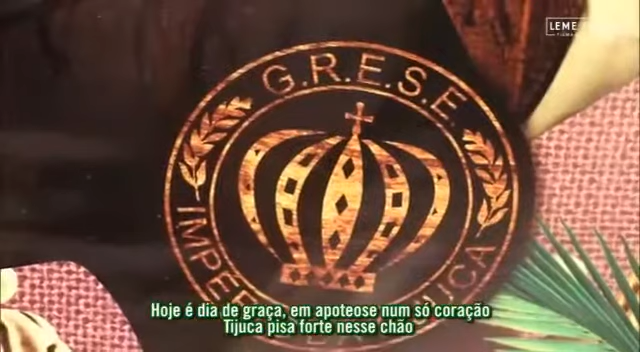 LEME
G.R.E.S.E
Hoje é dia de graça, em apoteose num só coração
Tijuca pisa forte nesse chão